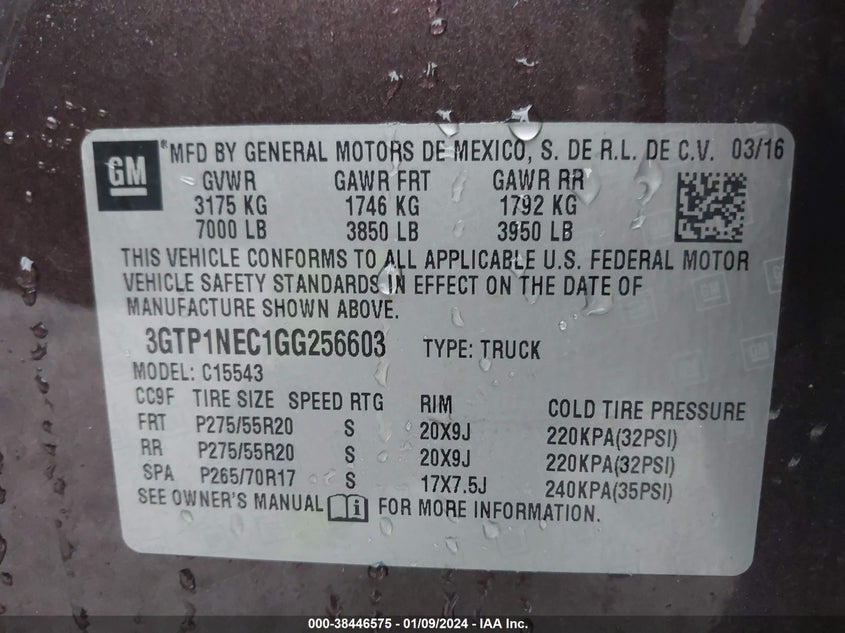 GM
®MFD BY GENERAL MOTORS DE MEXICO, S. DE R.L. DE C.V. 03/16
GVWR GAWR FRT GAWR RR
3175 KG 1746 KG 1792 KG
7000 LB 3850 LB 3950 LB
THIS VEHICLE CONFORMS TO ALL APPLICABLE U.S. FEDERAL MOTOR
VEHICLE SAFETY STANDARDS IN EFFECT ON THE DATE OF
MANUFACTURE SHOWN ABOVE.
3GTP1NEC1GG256603 TYPE: TRUCK
MODEL: C15543
CC9F TIRE SIZE SPEED RTG RIM COLD TIRE PRESSURE
FRT P275/55R20 S 20X9J 220KPA(32PSI)
RR P275/55R20 S 20X9J 220KPA(32PSI)
SPA P265/70R17 S 17X7.5J 240KPA(35PSI)
SEE OWNER'S MANUAL i FOR MORE INFORMATION.
000-38446575 - 01/09/2024 - IAA Inc.